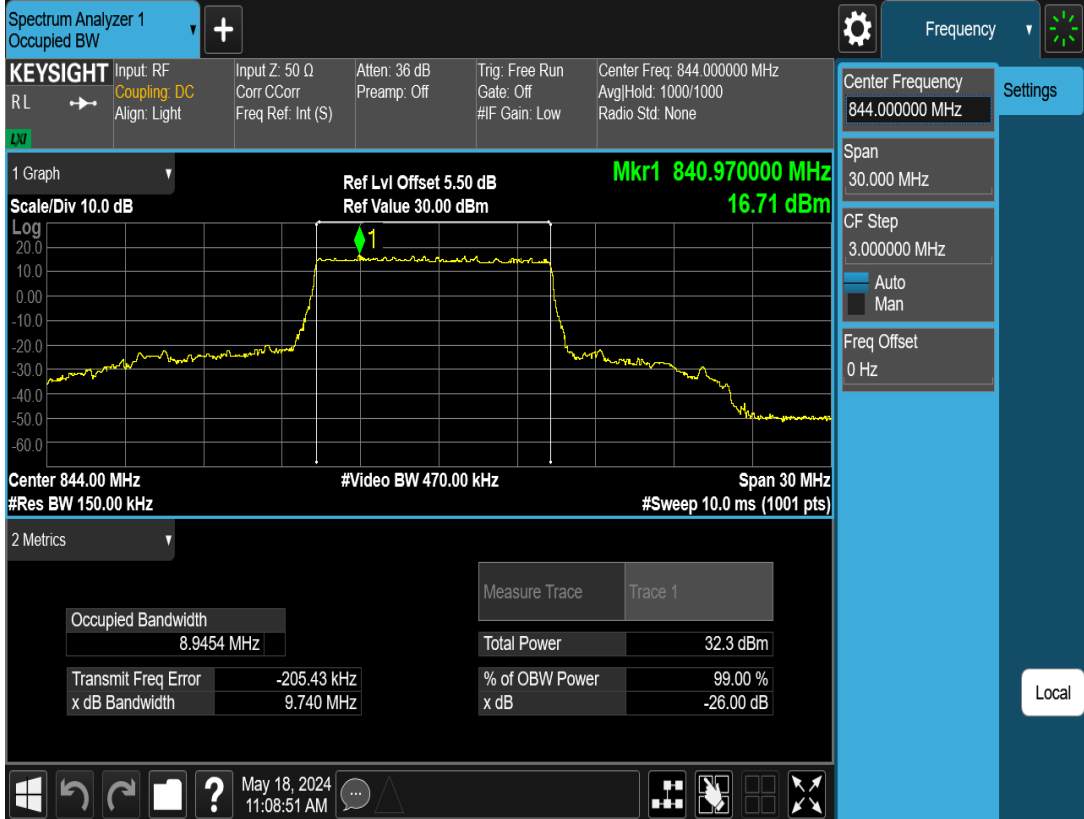 Spectrum Analyzer 1
Occupied BW
+
Frequency
KEYSIGHT
R L
LXI
Input: RF
Coupling: DC
Align: Light
Input Z: 50 Ω
Corr CCorr
Freq Ref: Int (S)
Atten: 36 dB
Preamp: Off
Trig: Free Run
Gate: Off
#IF Gain: Low
Center Freq: 844.000000 MHz
Avg|Hold: 1000/1000
Radio Std: None
Center Frequency
844.000000 MHz
Settings
Span
30.000 MHz
CF Step
3.000000 MHz
Auto
Man
Freq Offset
0 Hz
Local
1 Graph
Scale/Div 10.0 dB
Ref Lvl Offset 5.50 dB
Ref Value 30.00 dBm
Mkr1 840.970000 MHz
16.71 dBm
Log
1
20.0
10.0
0.00
-10.0
-20.0
-30.0
-40.0
-50.0
-60.0
Center 844.00 MHz
#Video BW 470.00 kHz
Span 30 MHz
#Res BW 150.00 kHz
#Sweep 10.0 ms (1001 pts)
2 Metrics
Measure Trace
Trace 1
Occupied Bandwidth
8.9454 MHz
Total Power
32.3 dBm
Transmit Freq Error
-205.43 kHz
% of OBW Power
99.00 %
x dB Bandwidth
9.740 MHz
x dB
-26.00 dB
?
May 18, 2024
11:08:51 AM